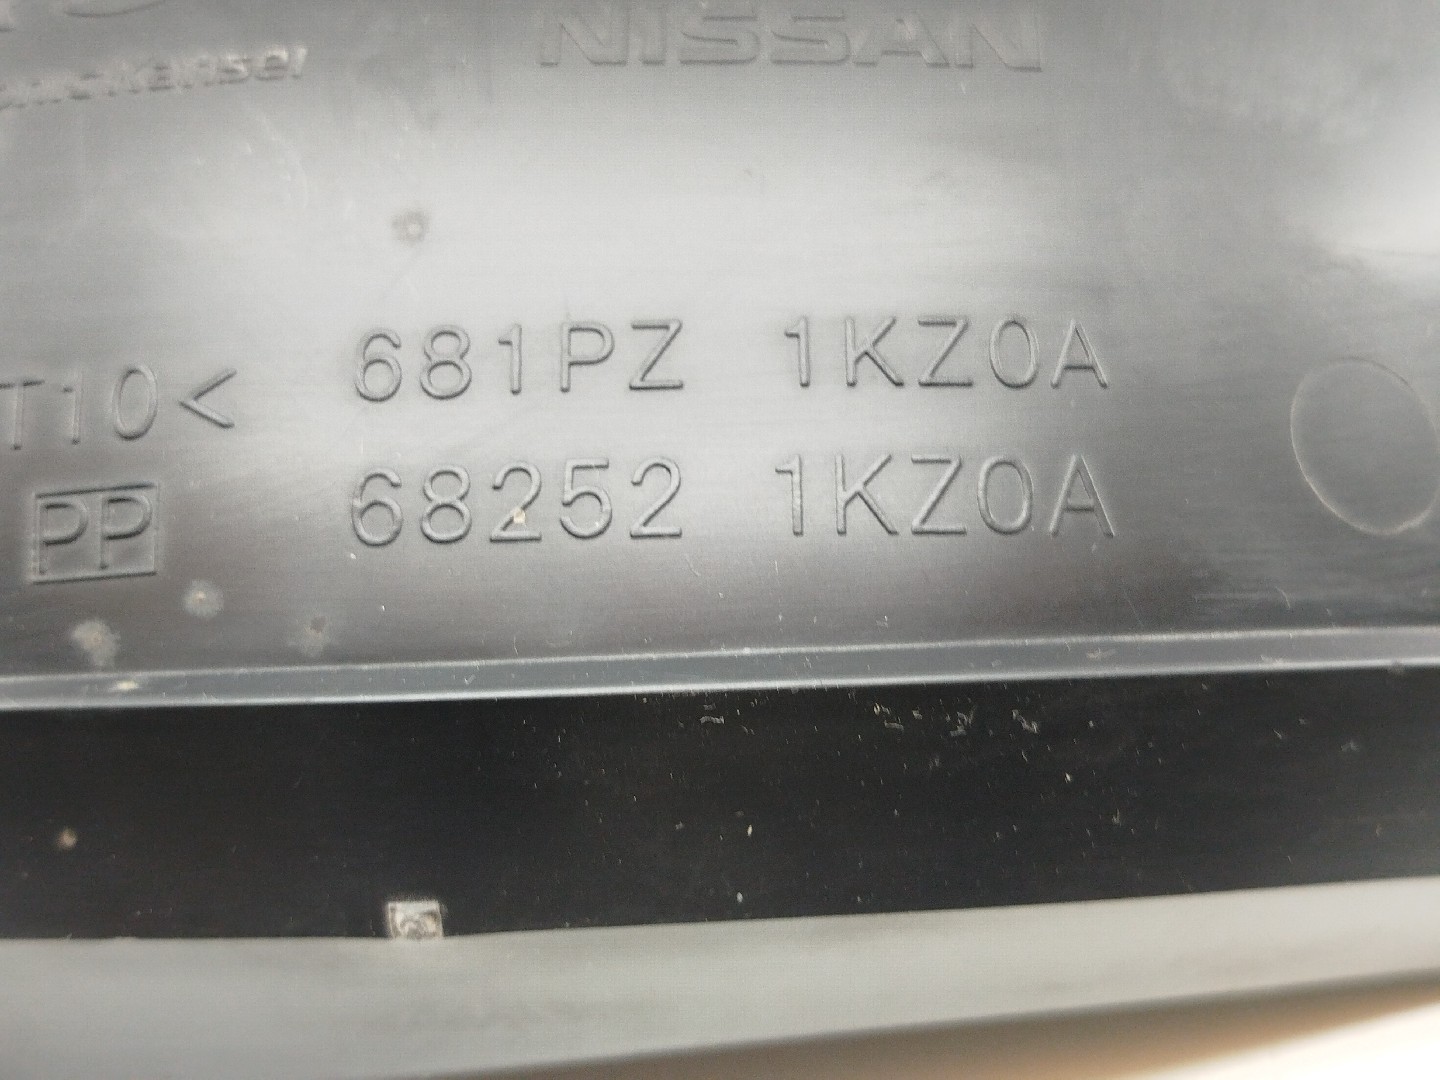 NISSAN
681PZ 1KZ0A
T10<
68252 1KZ0A
PP